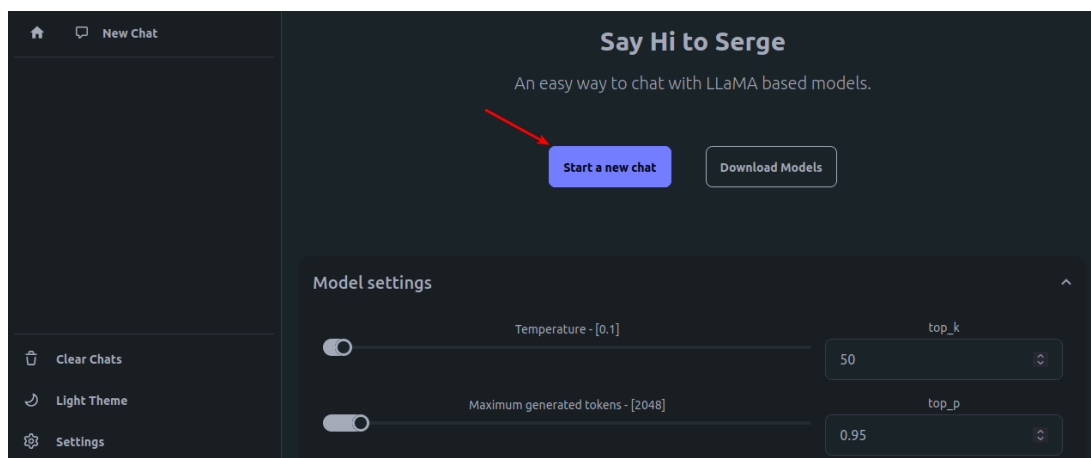 New Chat
Say Hi to Serge
An easy way to chat with LLaMA based models.
Start a new chat
Download Models
Model settings
Temperature - [0.1]
top_k
50
Maximum generated tokens - [2048]
top_p
0.95
Clear Chats
Light Theme
Settings